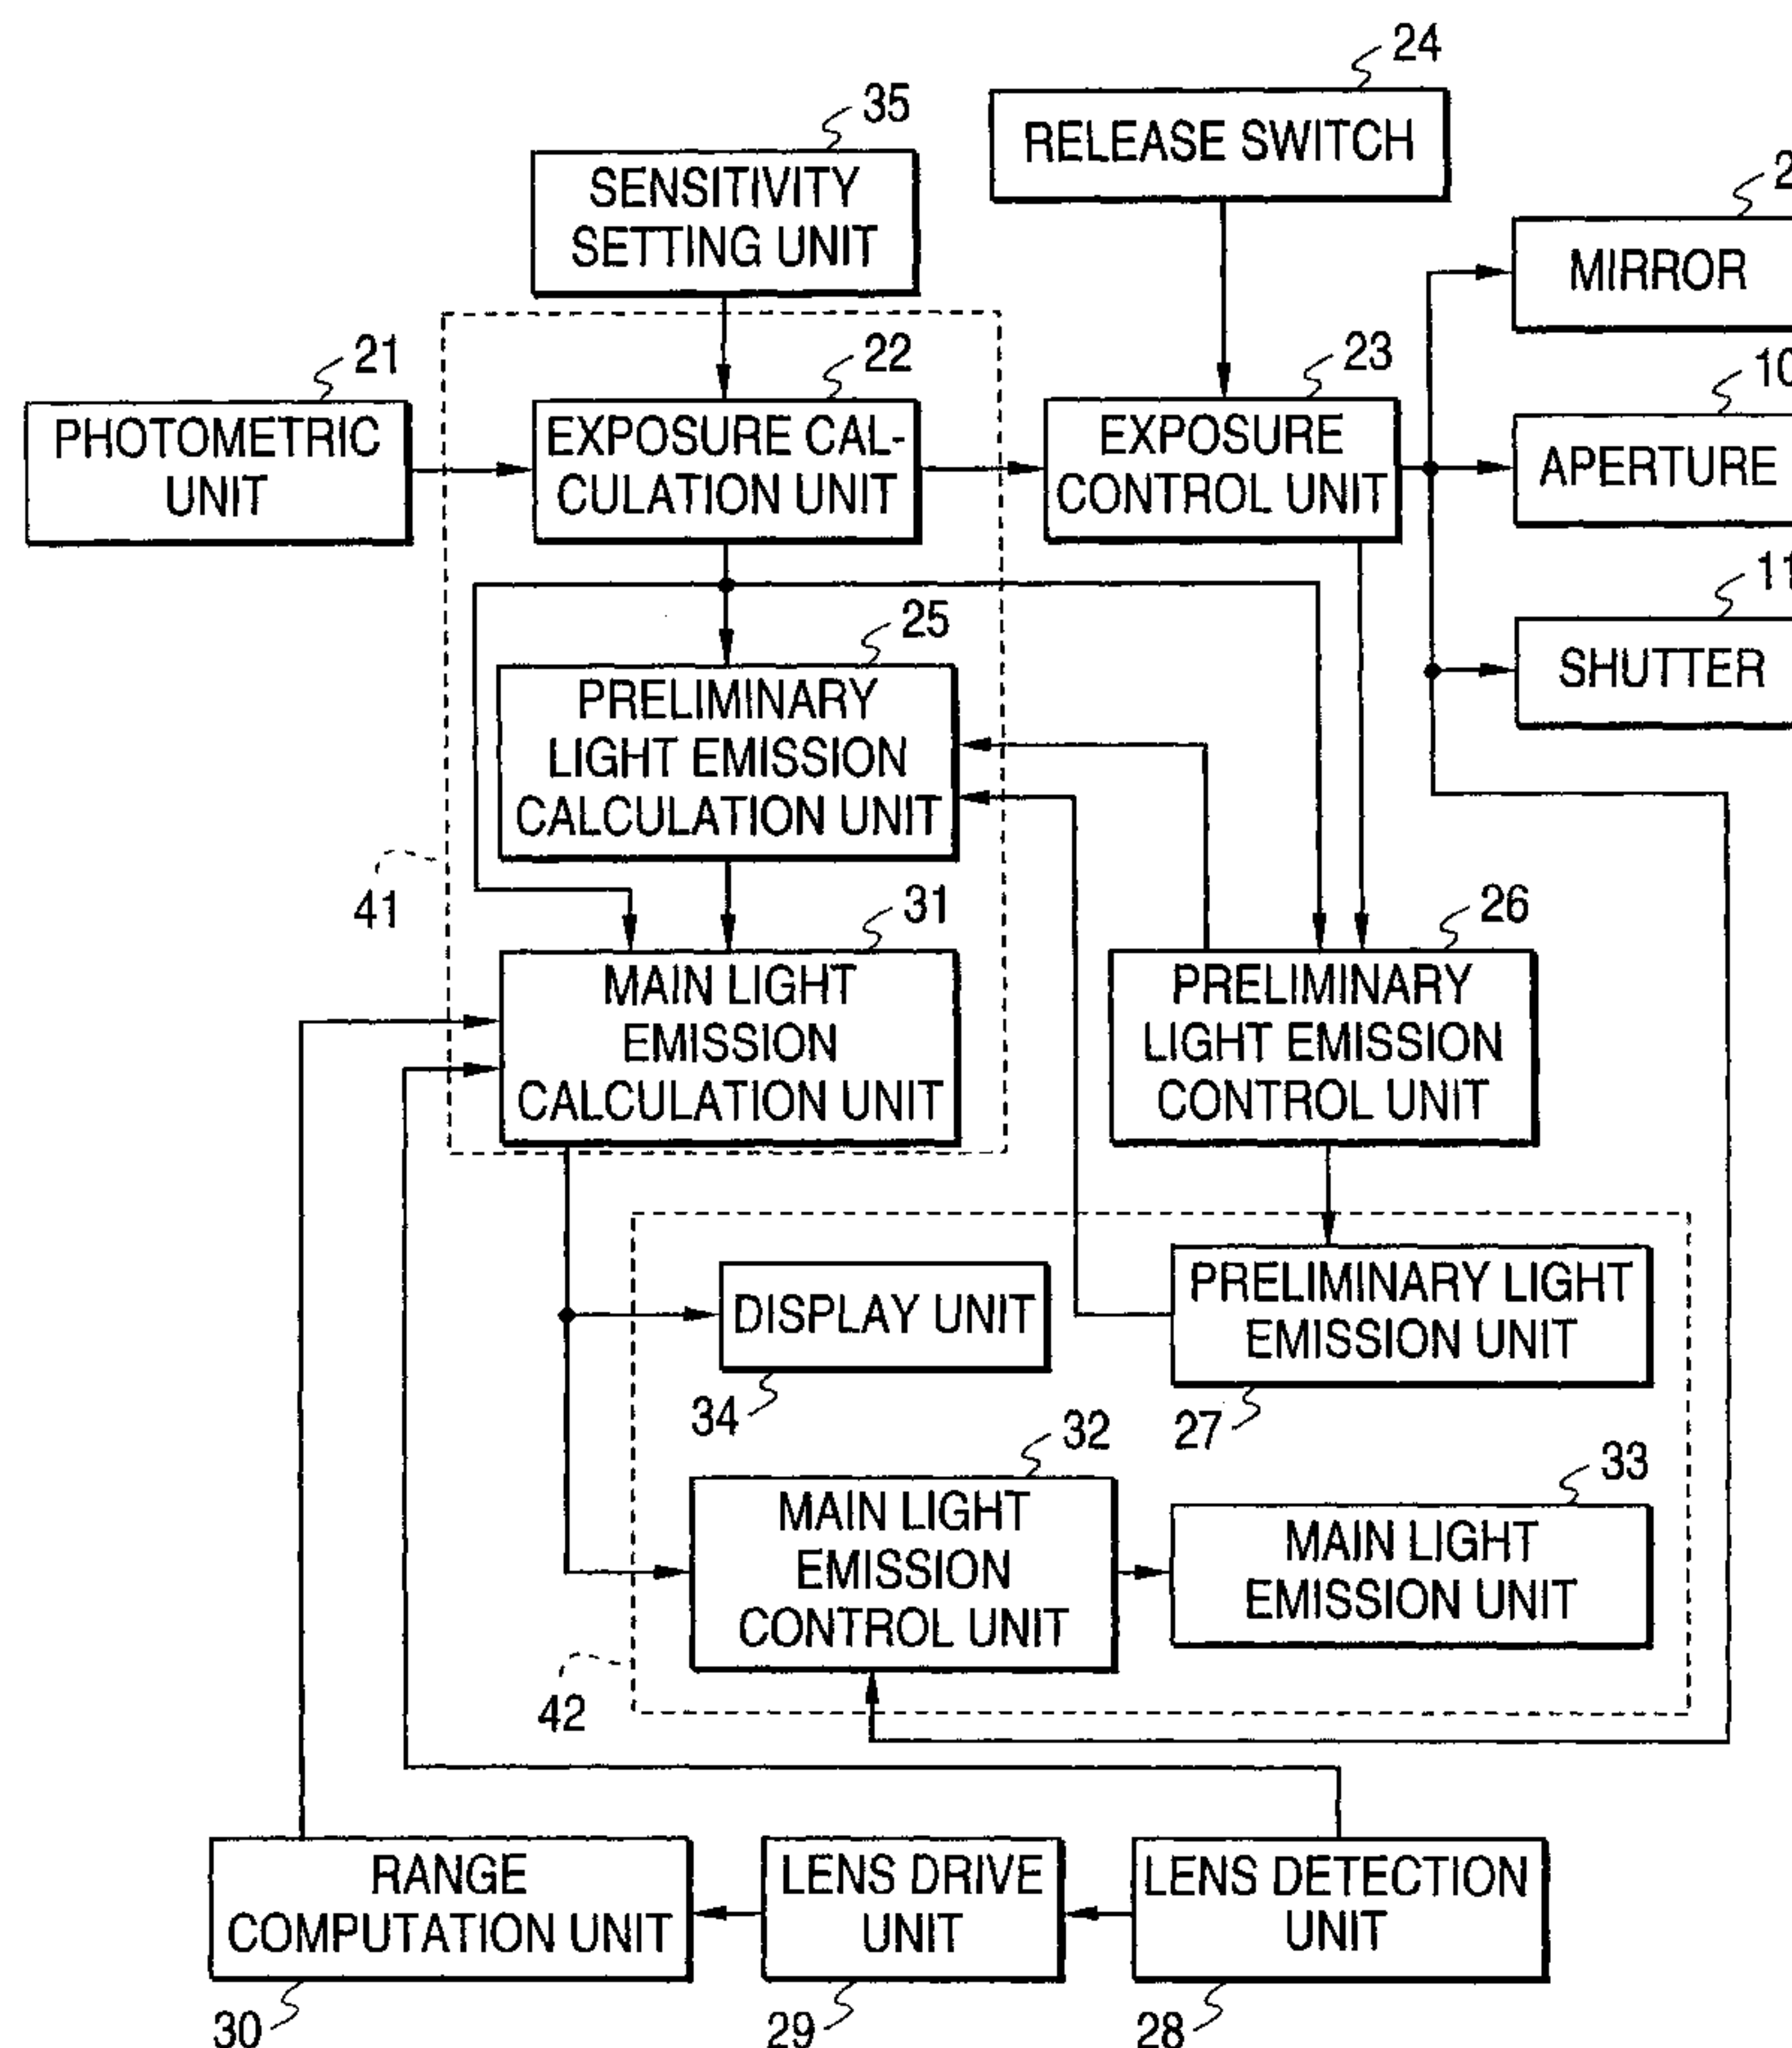 24
RELEASE SWITCH
35
SENSITIVITY
SETTING UNIT
2
MIRROR
21
PHOTOMETRIC
UNIT
22
EXPOSURE CAL-
CULATION UNIT
23
EXPOSURE
CONTROL UNIT
10
APERTURE
11
SHUTTER
25
PRELIMINARY
LIGHT EMISSION
CALCULATION UNIT
41
31
MAIN LIGHT
EMISSION
CALCULATION UNIT
26
PRELIMINARY
LIGHT EMISSION
CONTROL UNIT
DISPLAY UNIT
34
PRELIMINARY LIGHT
EMISSION UNIT
27
32
MAIN LIGHT
EMISSION
CONTROL UNIT
33
MAIN LIGHT
EMISSION UNIT
42
RANGE
COMPUTATION UNIT
30
LENS DRIVE
UNIT
29
LENS DETECTION
UNIT
28